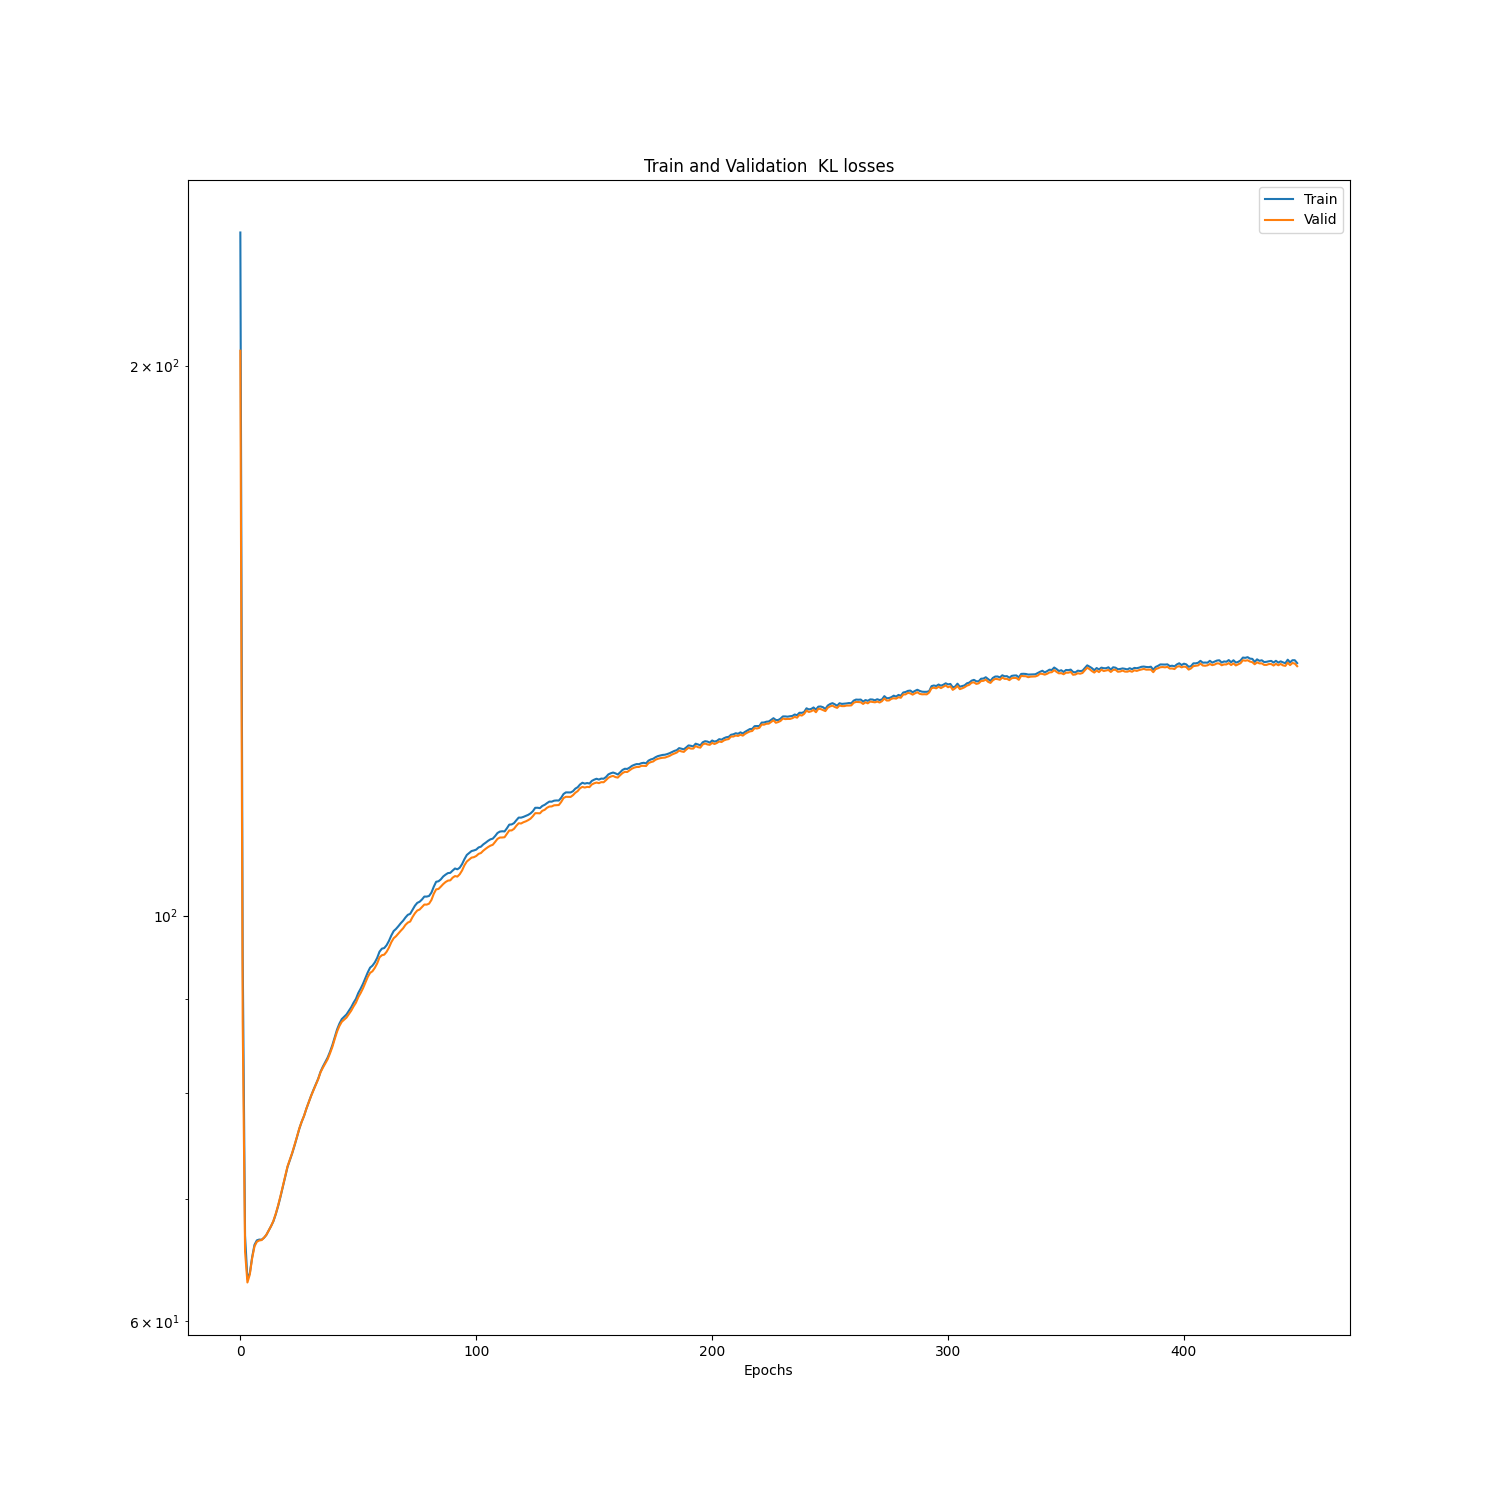 Train and Validation  KL losses
Train
Valid
2 × 10²
10²
6 × 10¹
0 100 200 300 400
Epochs